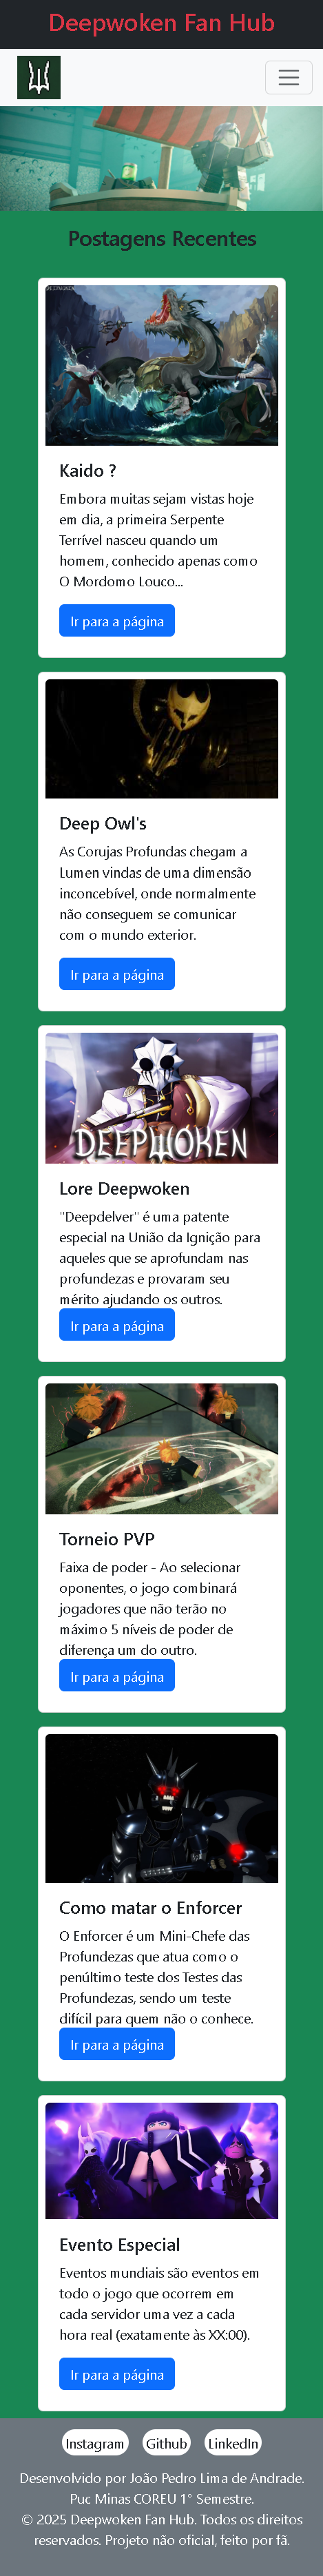 Deepwoken Fan Hub
Postagens Recentes
DEEPWOKEN
Kaido ?
Embora muitas sejam vistas hoje
em dia, a primeira Serpente
Terrível nasceu quando um
homem, conhecido apenas como
O Mordomo Louco...
Ir para a página
Deep Owl's
As Corujas Profundas chegam a
Lumen vindas de uma dimensão
inconcebível, onde normalmente
não conseguem se comunicar
com o mundo exterior.
Ir para a página
DEEPWOKEN
Lore Deepwoken
"Deepdelver" é uma patente
especial na União da Ignição para
aqueles que se aprofundam nas
profundezas e provaram seu
mérito ajudando os outros.
Ir para a página
Torneio PVP
Faixa de poder - Ao selecionar
oponentes, o jogo combinará
jogadores que não terão no
máximo 5 níveis de poder de
diferença um do outro.
Ir para a página
Como matar o Enforcer
O Enforcer é um Mini-Chefe das
Profundezas que atua como o
penúltimo teste dos Testes das
Profundezas, sendo um teste
difícil para quem não o conhece.
Ir para a página
Evento Especial
Eventos mundiais são eventos em
todo o jogo que ocorrem em
cada servidor uma vez a cada
hora real (exatamente às XX:00).
Ir para a página
Instagram Github LinkedIn
Desenvolvido por João Pedro Lima de Andrade.
Puc Minas COREU 1° Semestre.
© 2025 Deepwoken Fan Hub. Todos os direitos
reservados. Projeto não oficial, feito por fã.